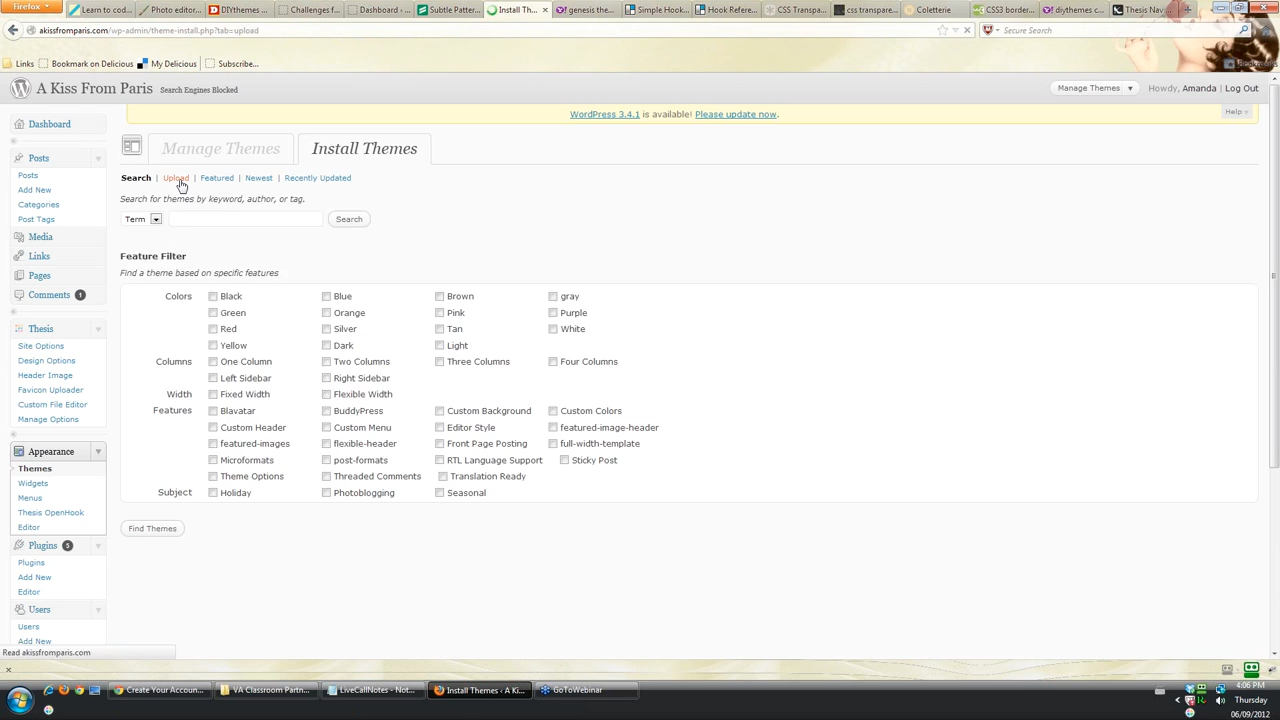 Firefox
Learn to cod...
Photo editor...
DIYthemes ...
Challenges f...
Dashboard ‹...
Subtle Patter...
Install Th...
genesis the...
Simple Hook...
Hook Refere...
CSS Transpa...
css transpare...
Coletterie
CSS3 border...
diythemes c...
Thesis Nav ...
akissfromparis.com/wp-admin/theme-install.php?tab=upload
Secure Search
Links
Bookmark on Delicious
My Delicious
Subscribe...
Bookmarks
A Kiss From Paris
Search Engines Blocked
Manage Themes
Howdy, Amanda | Log Out
WordPress 3.4.1 is available! Please update now.
Help
Manage Themes
Install Themes
Search | Upload | Featured | Newest | Recently Updated
Search for themes by keyword, author, or tag.
Term
Search
Feature Filter
Find a theme based on specific features
Colors Black Blue Brown gray
Green Orange Pink Purple
Red Silver Tan White
Yellow Dark Light
Columns One Column Two Columns Three Columns Four Columns
Left Sidebar Right Sidebar
Width Fixed Width Flexible Width
Features Blavatar BuddyPress Custom Background Custom Colors
Custom Header Custom Menu Editor Style featured-image-header
featured-images flexible-header Front Page Posting full-width-template
Microformats post-formats RTL Language Support Sticky Post
Theme Options Threaded Comments Translation Ready
Subject Holiday Photoblogging Seasonal
Find Themes
Dashboard
Posts
Posts
Add New
Categories
Post Tags
Media
Links
Pages
Comments 1
Thesis
Site Options
Design Options
Header Image
Favicon Uploader
Custom File Editor
Manage Options
Appearance
Themes
Widgets
Menus
Thesis OpenHook
Editor
Plugins 5
Plugins
Add New
Editor
Users
Users
Add New
Read akissfromparis.com
Create Your Accoun...
VA Classroom Partn...
LiveCallNotes - Not...
Install Themes ‹ A Ki...
GoToWebinar
4:06 PM
Thursday
06/09/2012